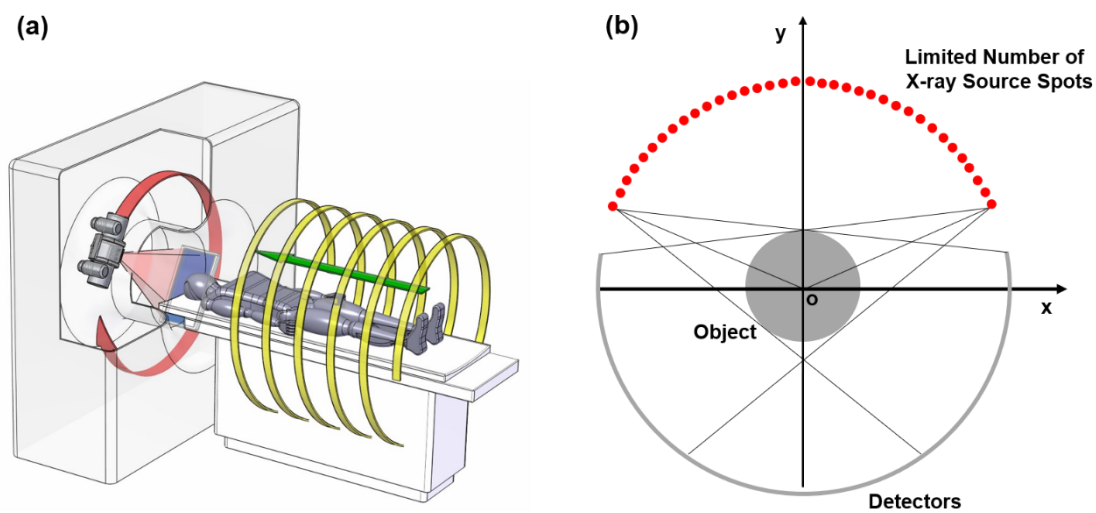 (a)
(b)
y
Limited Number of
X-ray Source Spots
o
x
Object
Detectors